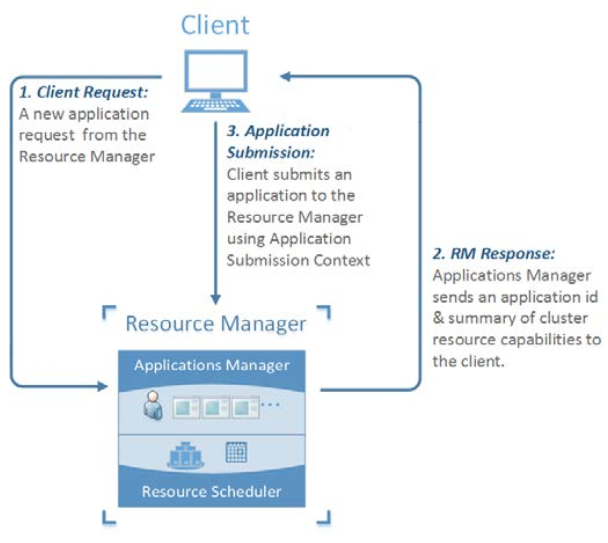 Client
1. Client Request:
A new application
request from the
Resource Manager
3. Application
Submission:
Client submits an
application to the
Resource Manager
using Application
Submission Context
2. RM Response:
Applications Manager
sends an application id
& summary of cluster
resource capabilities to
the client.
Resource Manager
Applications Manager
...
Resource Scheduler